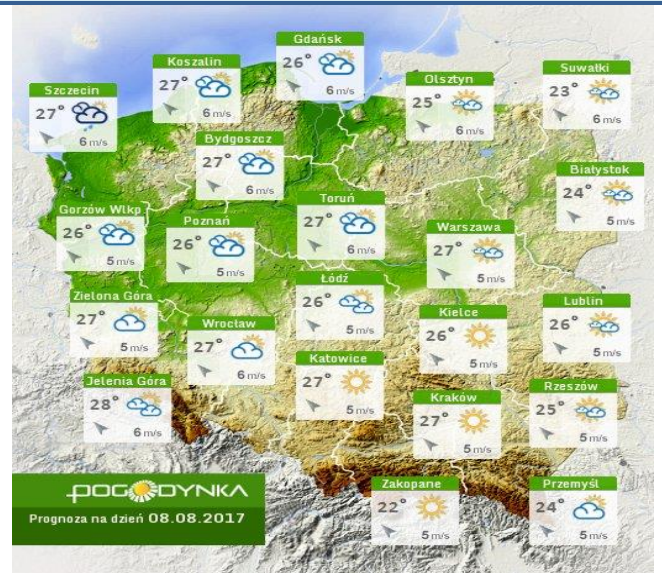 Gdańsk
26°
6 m/s
Koszalin
27°
6 m/s
Suwałki
23°
6 m/s
Olsztyn
25°
6 m/s
Szczecin
27°
6 m/s
Bydgoszcz
27°
6 m/s
Białystok
24°
5 m/s
Toruń
27°
6 m/s
Gorzów Wlkp
26°
5 m/s
Poznań
26°
5 m/s
Warszawa
27°
5 m/s
Łódź
26°
5 m/s
Zielona Góra
27°
5 m/s
Lublin
26°
5 m/s
Kielce
26°
5 m/s
Wrocław
27°
6 m/s
Katowice
27°
5 m/s
Jelenia Góra
28°
6 m/s
Rzeszów
25°
5 m/s
Kraków
27°
5 m/s
Zakopane
22°
5 m/s
Przemyśl
24°
5 m/s
POGODYNKA
Prognoza na dzień 08.08.2017